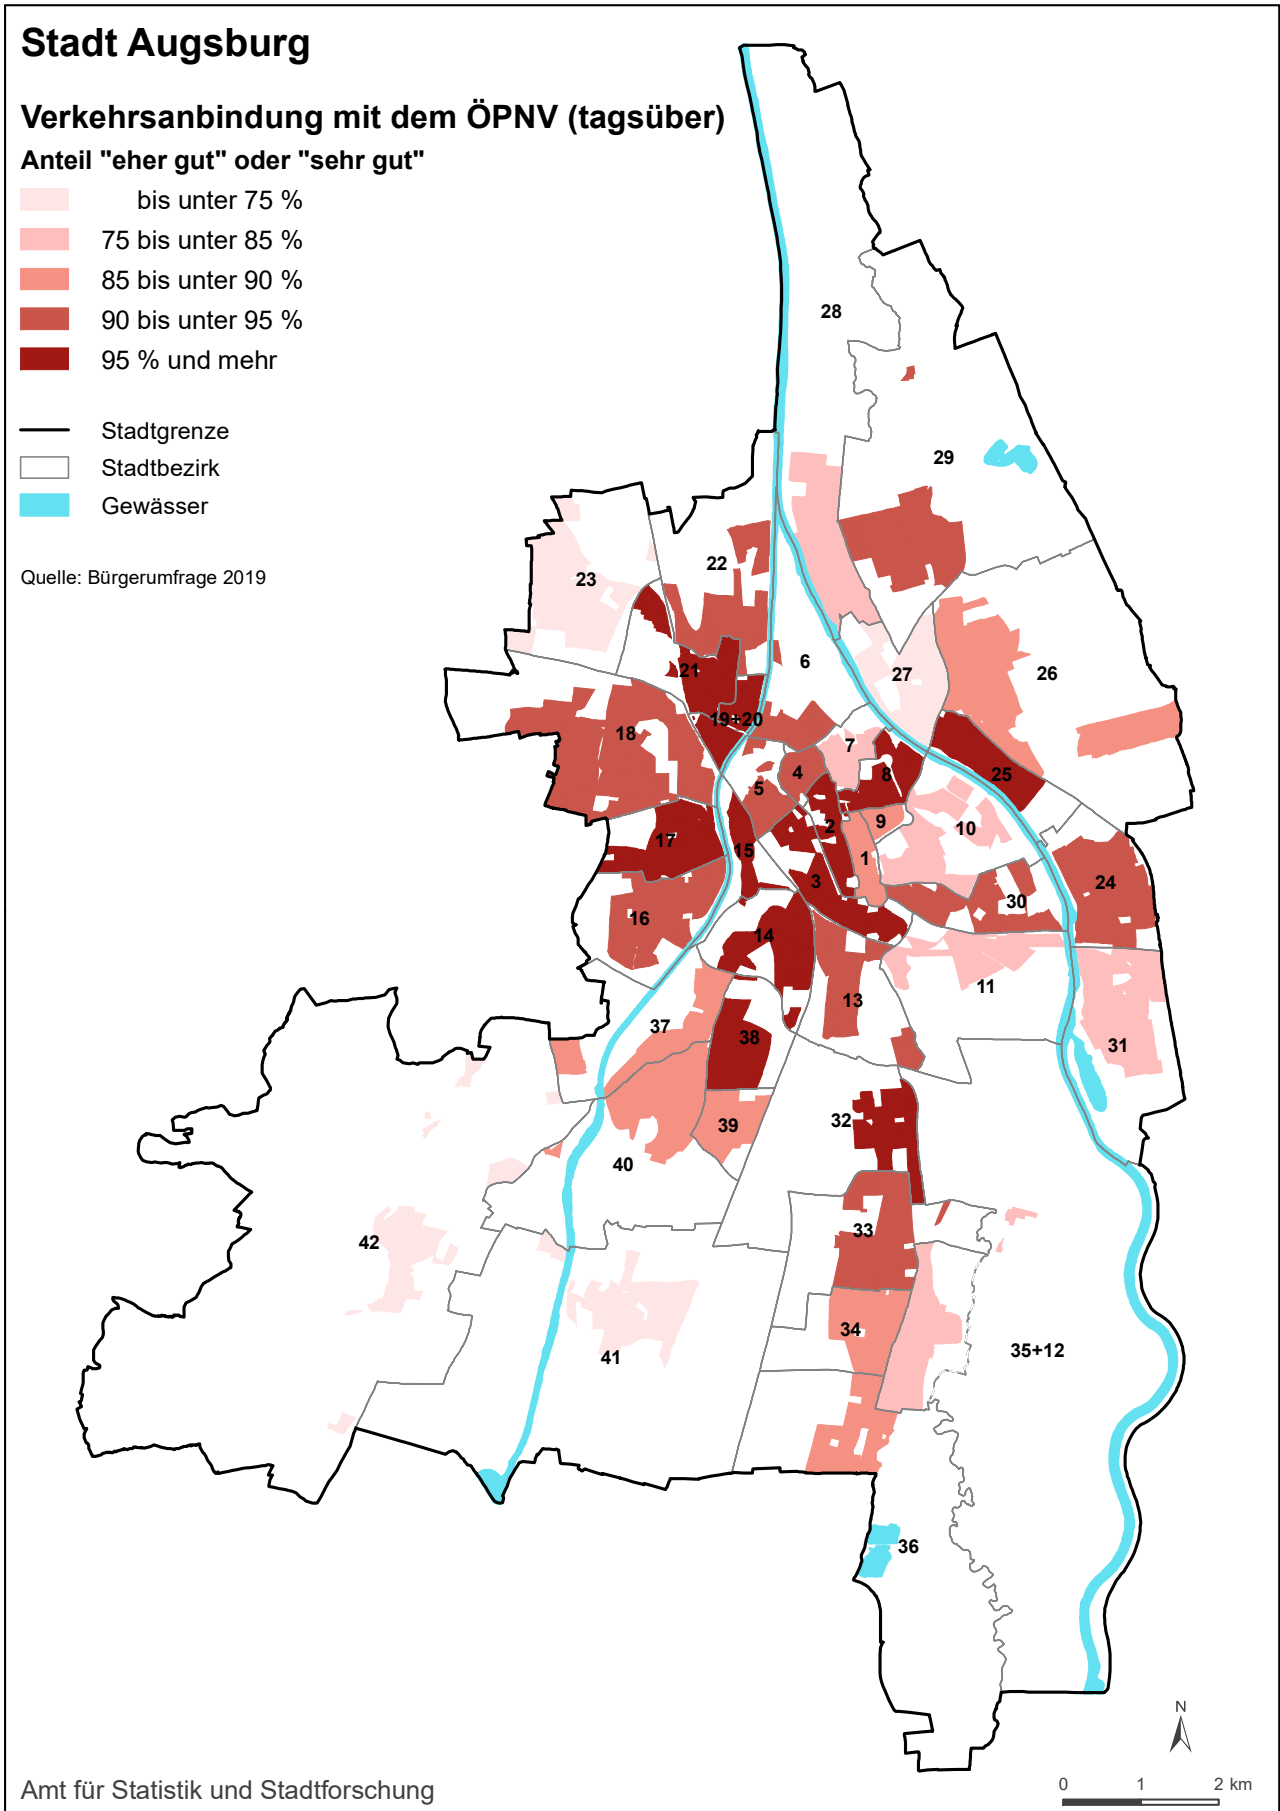 Stadt Augsburg
Verkehrsanbindung mit dem ÖPNV (tagsüber)
Anteil "eher gut" oder "sehr gut"
bis unter 75 %
75 bis unter 85 %
85 bis unter 90 %
90 bis unter 95 %
95 % und mehr
Stadtgrenze
Stadtbezirk
Gewässer
Quelle: Bürgerumfrage 2019
28
29
22
23
6
27
26
21
19+20
18
7
4
8
25
5
2
9
10
17
15
1
3
24
30
16
14
11
13
37
38
31
32
39
40
33
42
34
41
35+12
36
N
0 1 2 km
Amt für Statistik und Stadtforschung